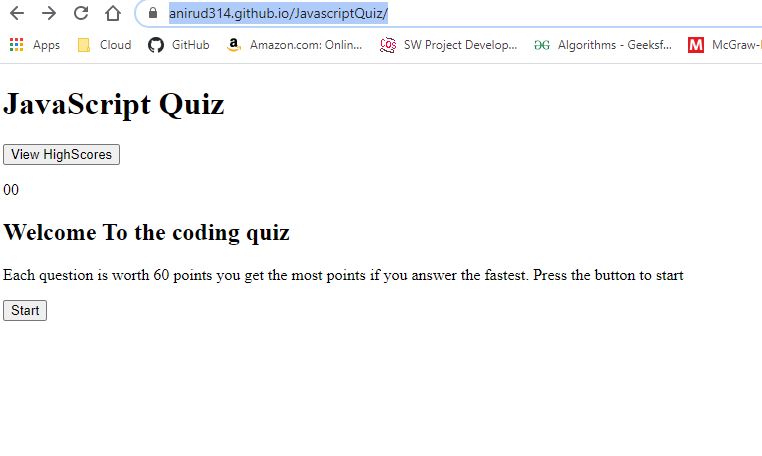 anirud314.github.io/JavascriptQuiz/
Apps Cloud GitHub a Amazon.com: Onlin... COS SW Project Develop... GG Algorithms - Geeksf... M McGraw-
JavaScript Quiz
View HighScores
00
Welcome To the coding quiz
Each question is worth 60 points you get the most points if you answer the fastest. Press the button to start
Start